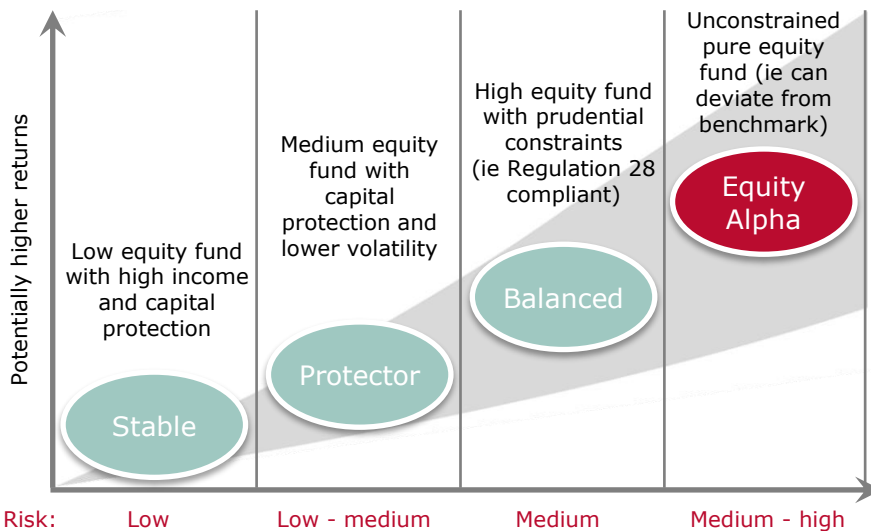 Potentially higher returns
Low equity fund
with high income
and capital
protection
Stable
Medium equity
fund with
capital
protection and
lower volatility
Protector
High equity fund
with prudential
constraints
(ie Regulation 28
compliant)
Balanced
Unconstrained
pure equity
fund (ie can
deviate from
benchmark)
Equity
Alpha
Risk: Low Low - medium Medium Medium - high